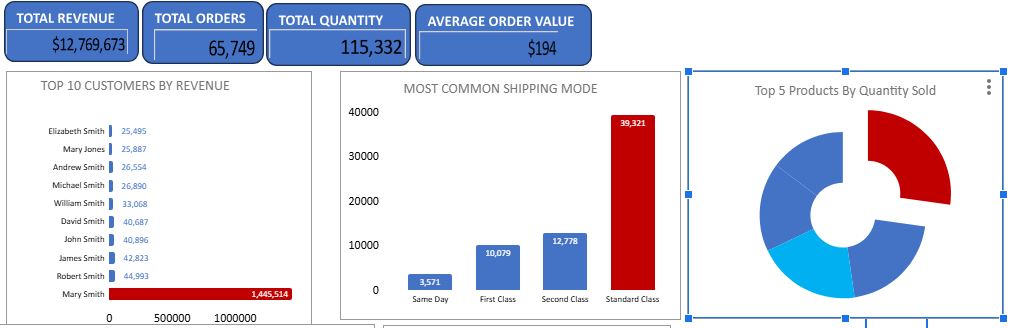 TOTAL REVENUE
$12,769,673
TOTAL ORDERS
65,749
TOTAL QUANTITY
115,332
AVERAGE ORDER VALUE
$194
TOP 10 CUSTOMERS BY REVENUE
Elizabeth Smith 25,495
Mary Jones 25,887
Andrew Smith 26,554
Michael Smith 26,890
William Smith 33,068
David Smith 40,687
John Smith 40,896
James Smith 42,823
Robert Smith 44,993
Mary Smith 1,445,514
0 500000 1000000
MOST COMMON SHIPPING MODE
40000
39,321
30000
20000
12,778
10000
10,079
3,571
0
Same Day First Class Second Class Standard Class
Top 5 Products By Quantity Sold